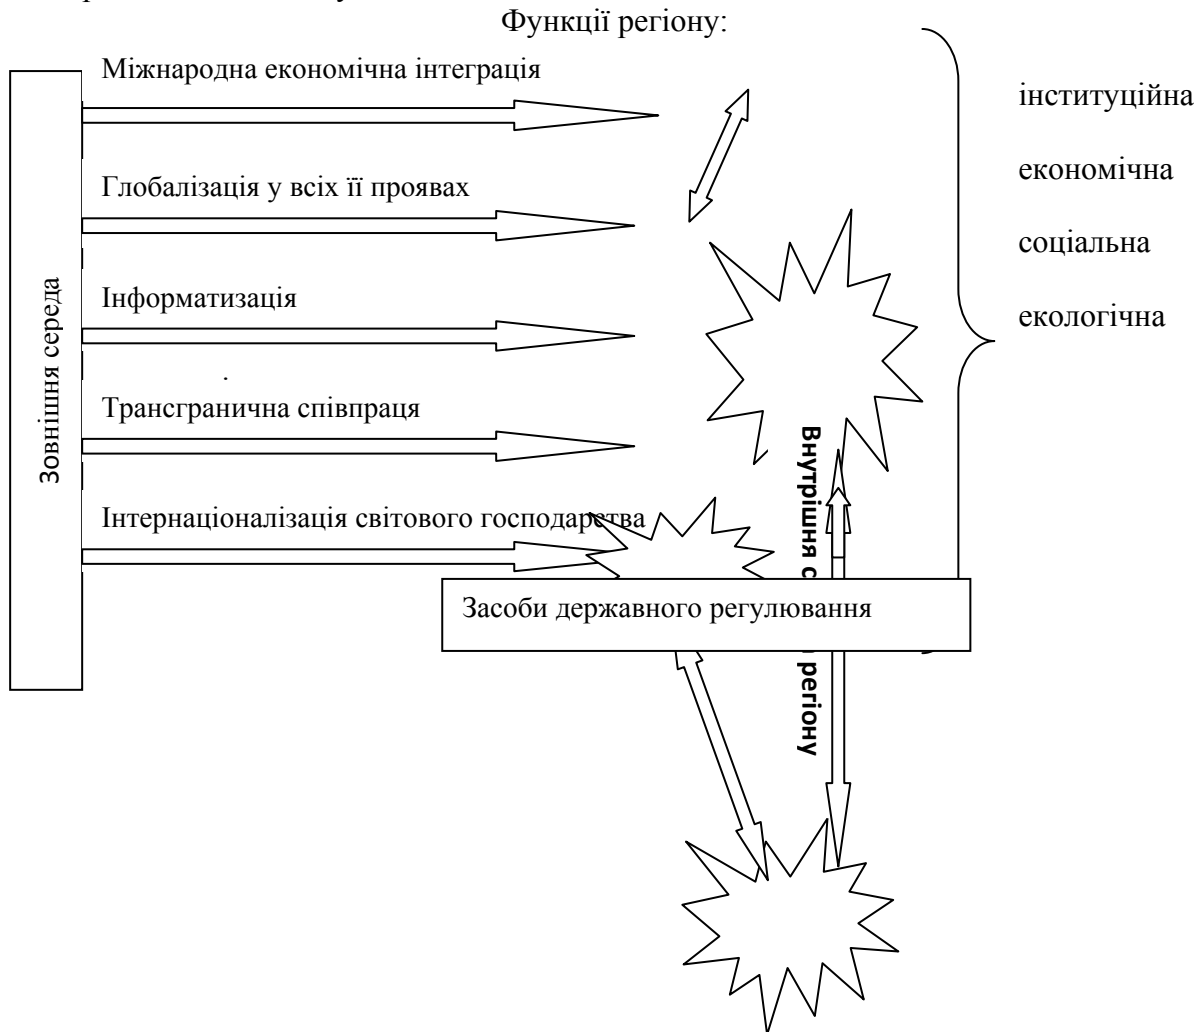 Функції регіону:
Міжнародна економічна інтеграція
Глобалізація у всіх її проявах
Інформатизація
Трансгранична співпраця
Інтернаціоналізація світового господарства
Зовнішня середа
інституційна
економічна
соціальна
екологічна
Внутрішня
регіону
Засоби державного регулювання